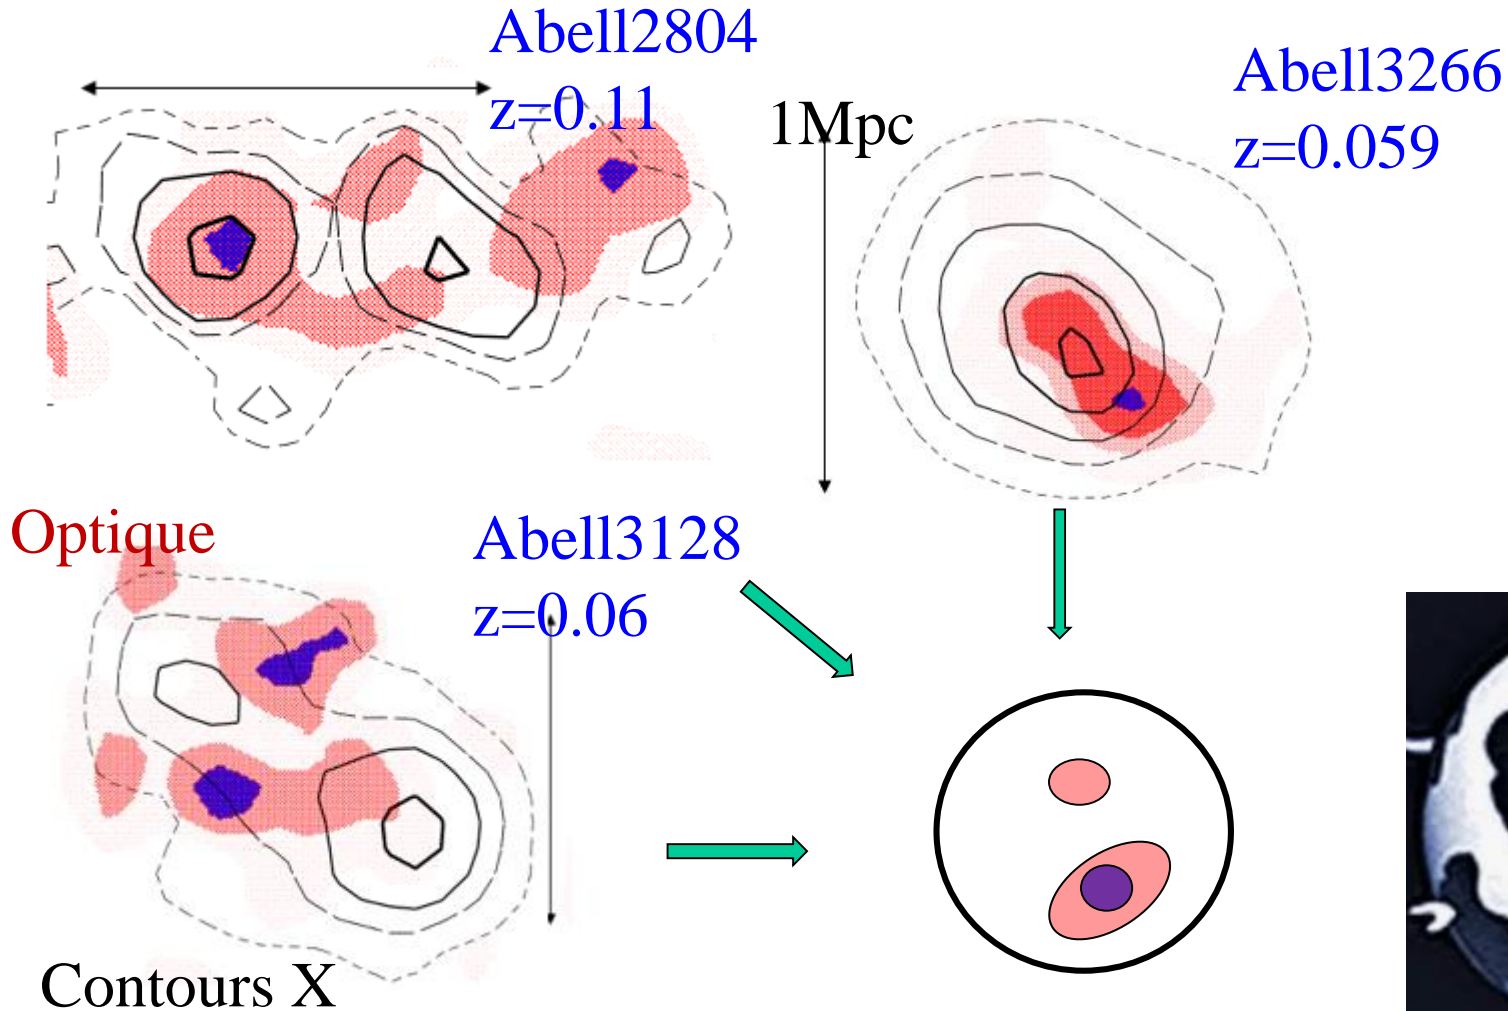 Abell2804
z=0.11
1Mpc
Abell3266
z=0.059
Optique
Abell3128
z=0.06
Contours X